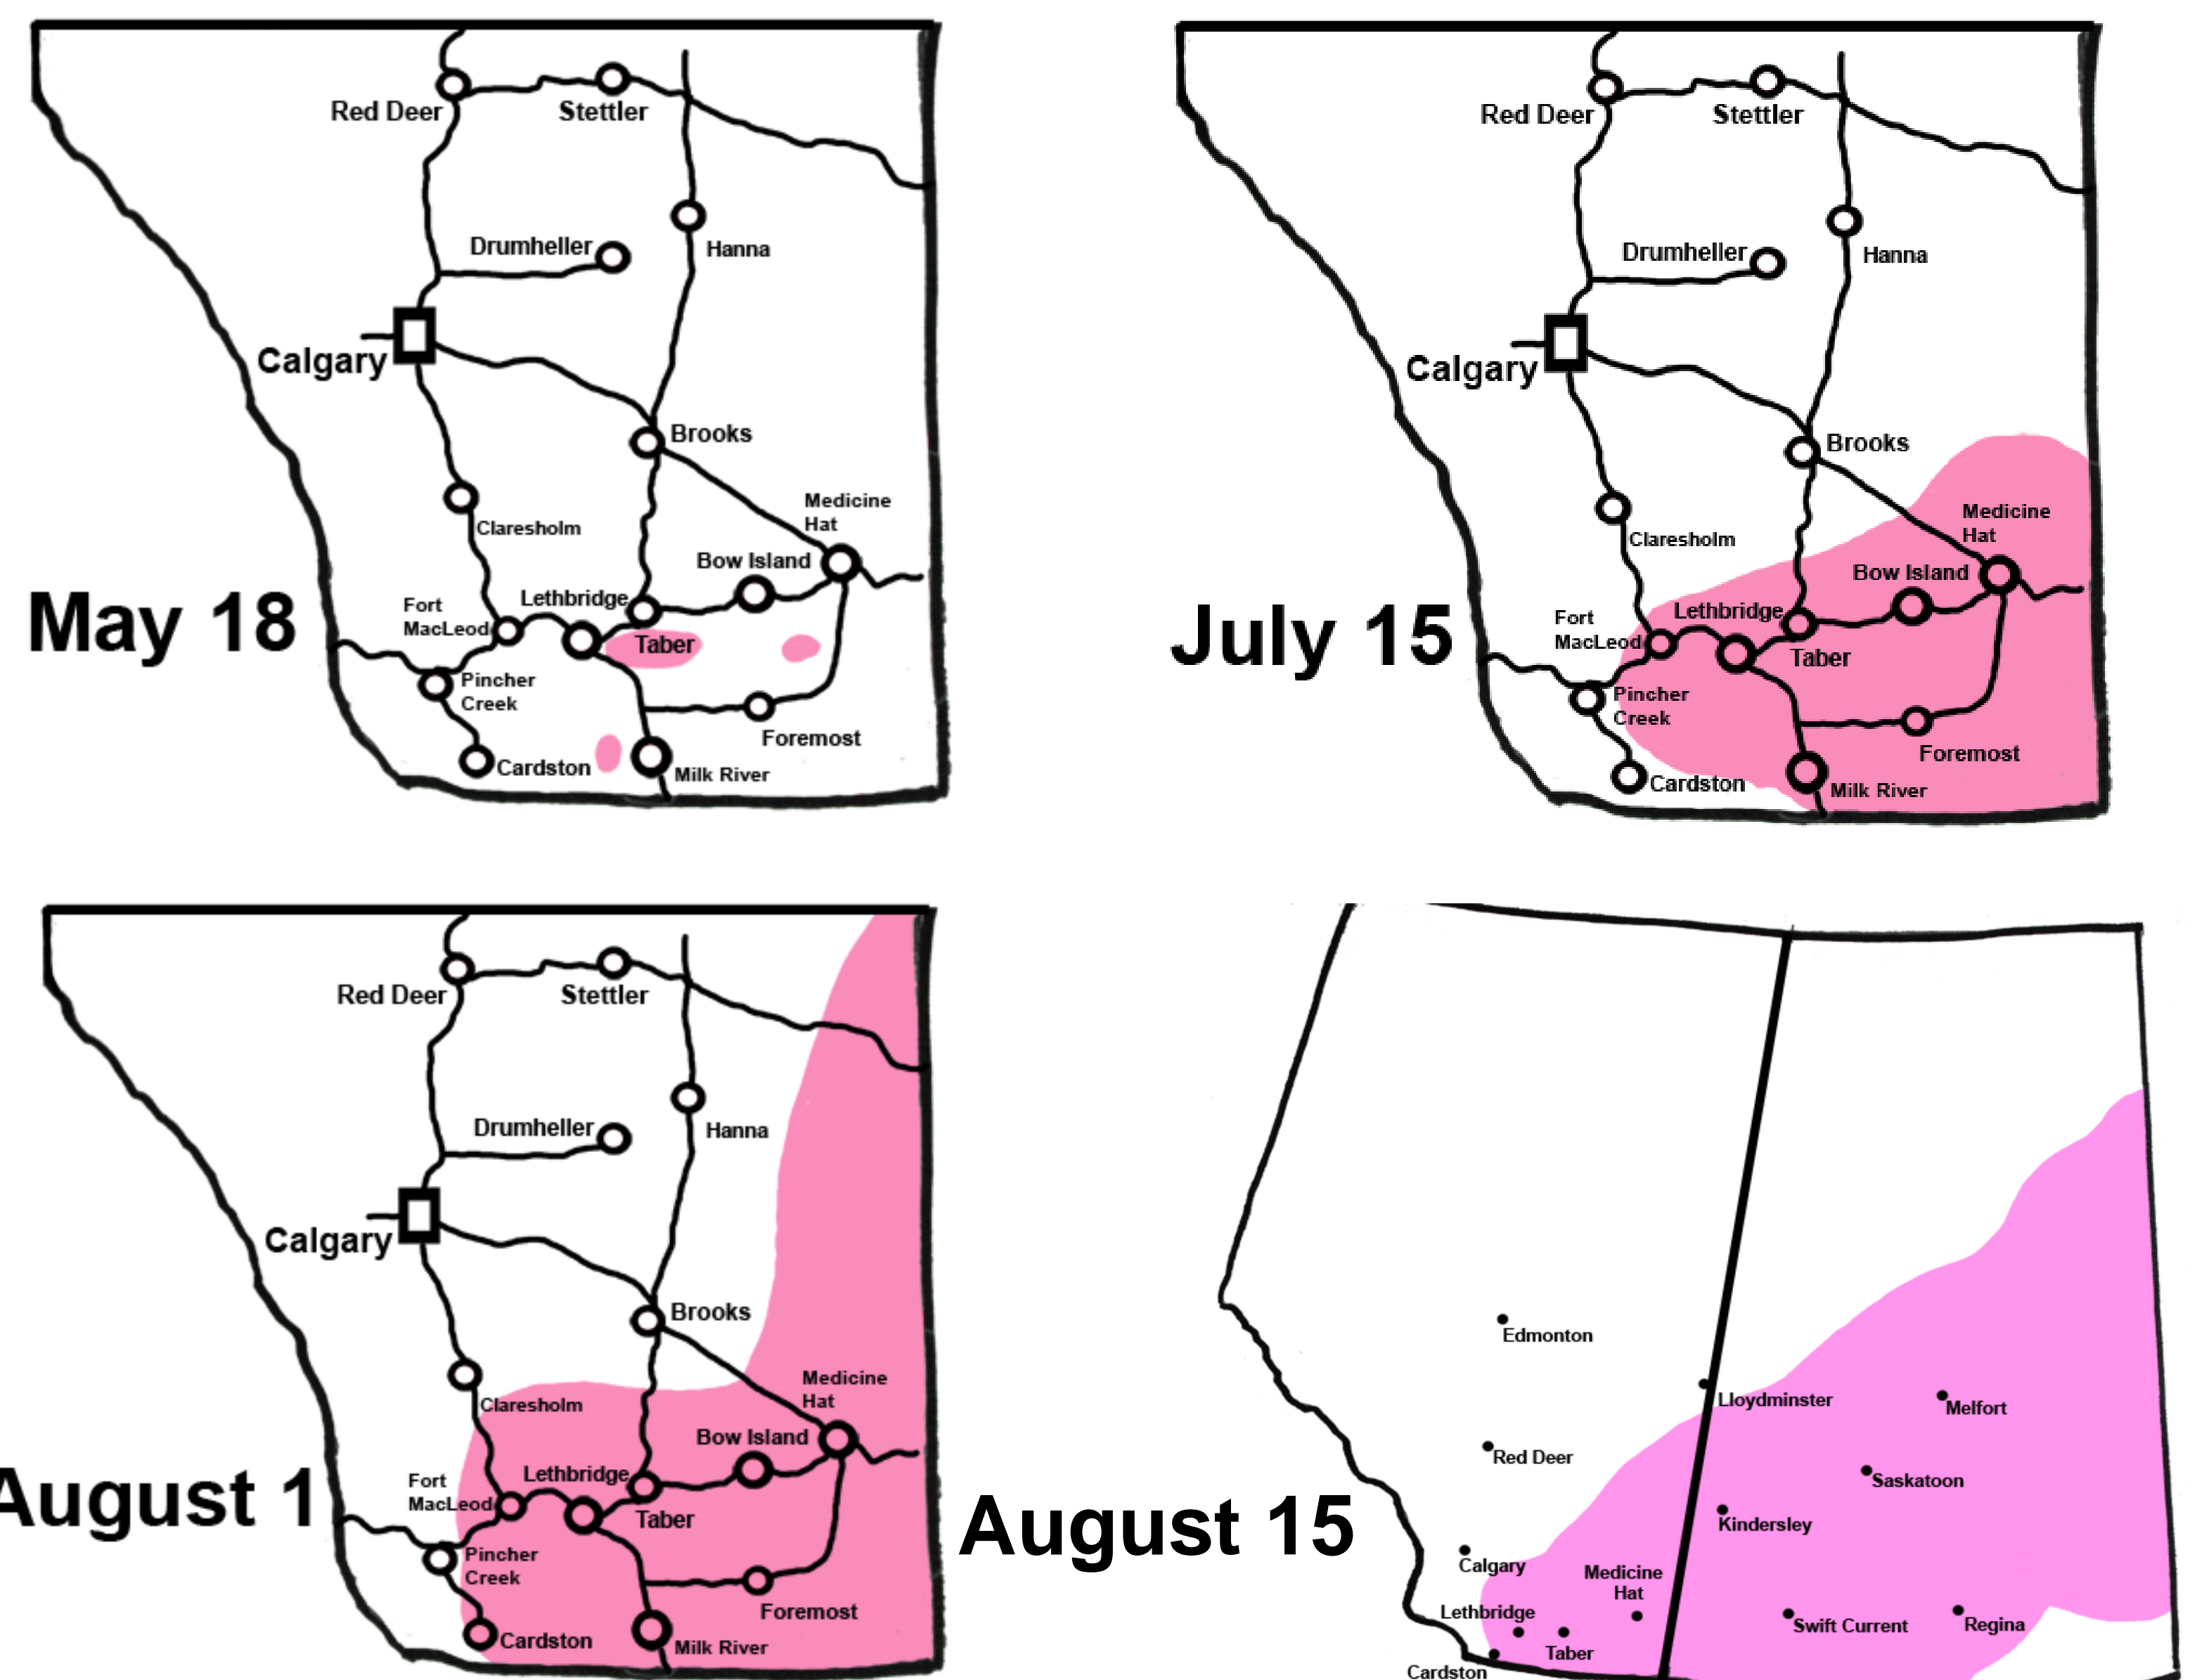 Red Deer
Stettler
Drumheller
Hanna
Calgary
Brooks
Medicine
Hat
Claresholm
Bow Island
May 18
Fort
MacLeod
Lethbridge
Taber
Pincher
Creek
Foremost
Cardston
Milk River
Red Deer
Stettler
Drumheller
Hanna
Calgary
Brooks
Medicine
Hat
Claresholm
Bow Island
July 15
Fort
MacLeod
Lethbridge
Taber
Pincher
Creek
Foremost
Cardston
Milk River
Red Deer
Stettler
Drumheller
Hanna
Calgary
Brooks
Medicine
Hat
Claresholm
Bow Island
August 1
Fort
MacLeod
Lethbridge
Taber
Pincher
Creek
Foremost
Cardston
Milk River
Edmonton
Lloydminster
Melfort
Red Deer
Saskatoon
August 15
Kindersley
Calgary
Medicine
Hat
Lethbridge
Swift Current
Regina
Taber
Cardston